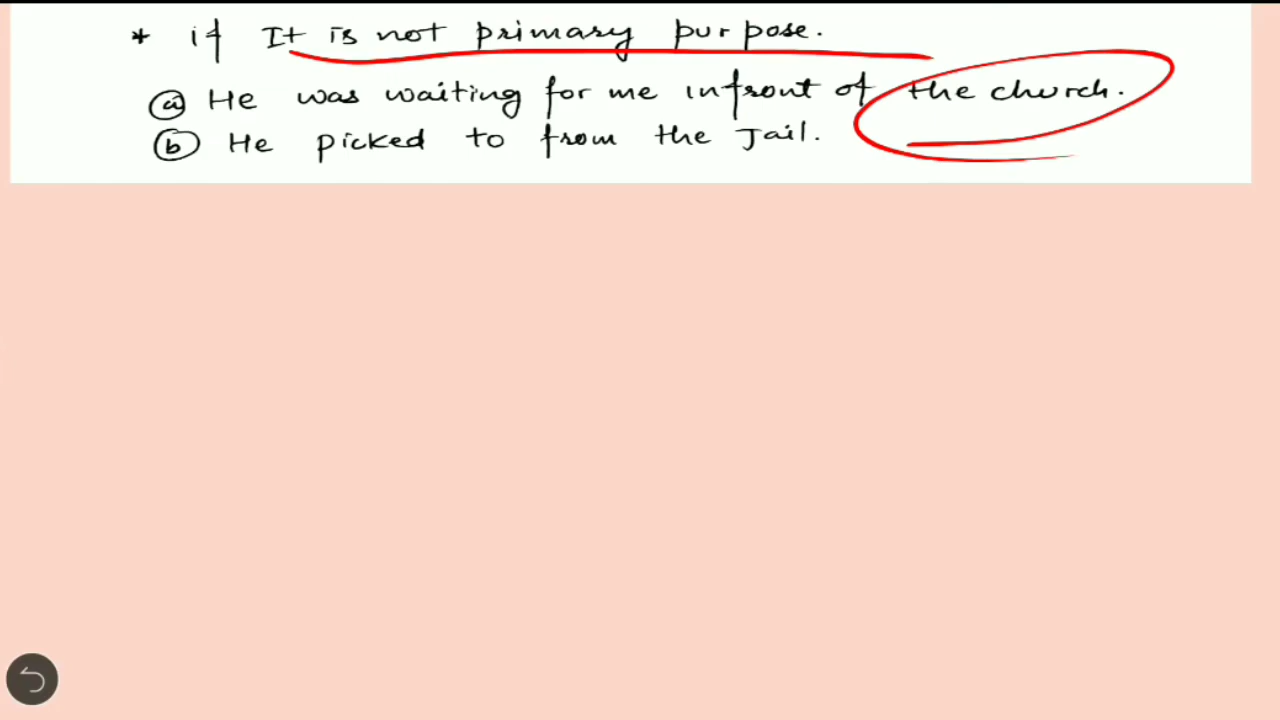 * if It is not primary purpose.
(a) He was waiting for me infront of the church.
(b) He picked to from the Jail.